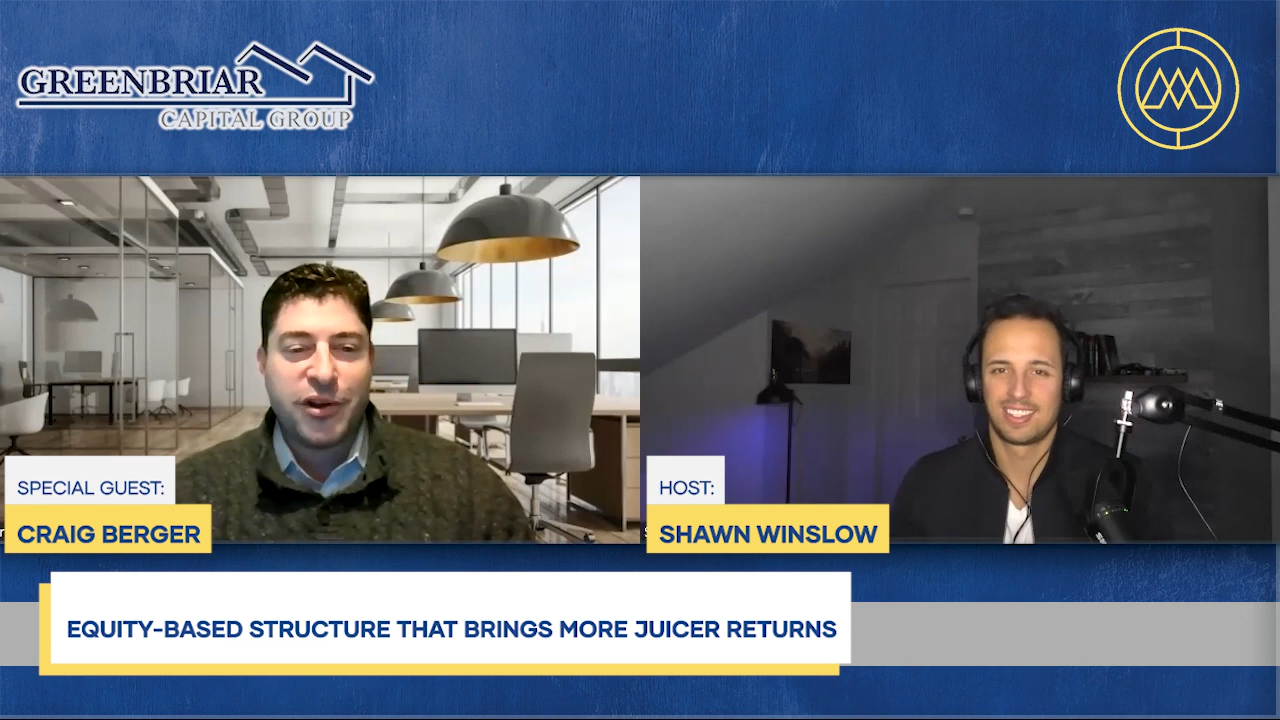 GREENBRIAR
CAPITAL GROUP
SPECIAL GUEST:
CRAIG BERGER
HOST:
SHAWN WINSLOW
EQUITY-BASED STRUCTURE THAT BRINGS MORE JUICER RETURNS